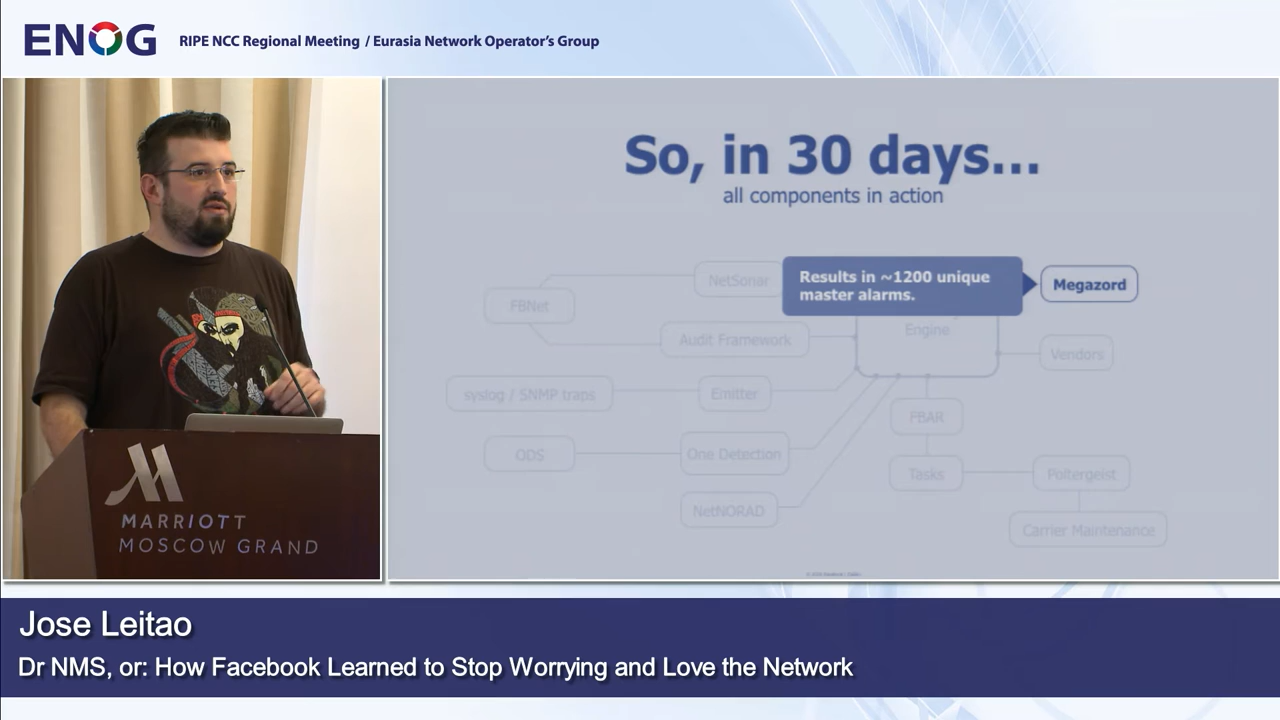 ENOG
RIPE NCC Regional Meeting / Eurasia Network Operator's Group
MARRIOTT
MOSCOW GRAND
So, in 30 days...
all components in action
NetSonar
Results in ~1200 unique
master alarms.
Megazord
FBNet
Engine
Audit Framework
Vendors
syslog / SNMP traps
Emitter
FBAR
ODS
One Detection
Tasks
Poltergeist
NetNORAD
Carrier Maintenance
Jose Leitao
Dr NMS, or: How Facebook Learned to Stop Worrying and Love the Network